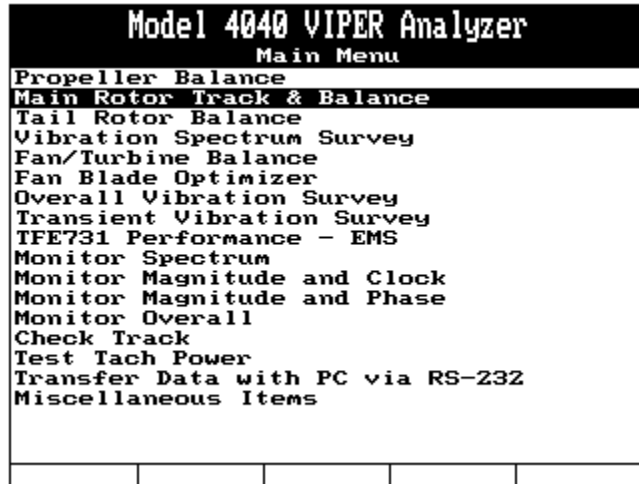 Model 4040 VIPER Analyzer
Main Menu
Propeller Balance
Main Rotor Track & Balance
Tail Rotor Balance
Vibration Spectrum Survey
Fan/Turbine Balance
Fan Blade Optimizer
Overall Vibration Survey
Transient Vibration Survey
TFE731 Performance - EMS
Monitor Spectrum
Monitor Magnitude and Clock
Monitor Magnitude and Phase
Monitor Overall
Check Track
Test Tach Power
Transfer Data with PC via RS-232
Miscellaneous Items